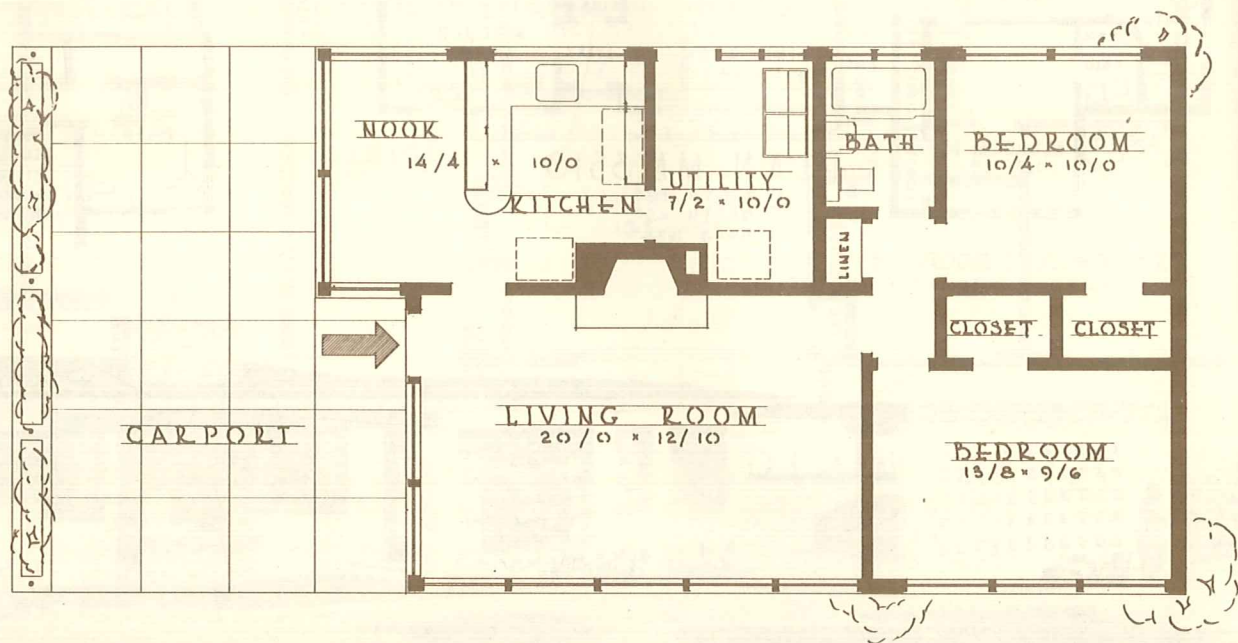 NOOK
14/4 × 10/0
KITCHEN
UTILITY
7/2 × 10/0
BATH
BEDROOM
10/4 × 10/0
LINEN
CLOSET
CLOSET
CARPORT
LIVING ROOM
20/0 × 12/10
BEDROOM
13/8 × 9/6